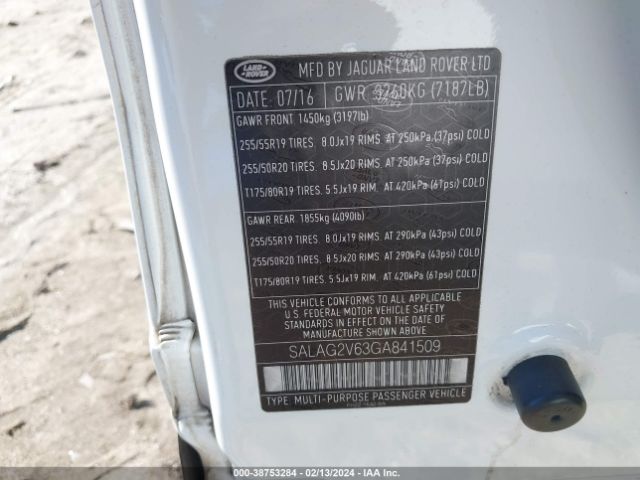 LAND ROVER
MFD BY JAGUAR LAND ROVER LTD
DATE 07/16 GWR 3260KG (7187LB)
GAWR FRONT 1450kg (3197lb)
255/55R19 TIRES. 8.0Jx19 RIMS. AT 250kPa.(37psi) COLD
255/50R20 TIRES. 8.5Jx20 RIMS. AT 250kPa.(37psi) COLD
T175/80R19 TIRES. 5.5Jx19 RIM. AT 420kPa.(61psi) COLD
GAWR REAR 1855kg (4090lb)
255/55R19 TIRES. 8.0Jx19 RIMS. AT 290kPa.(43psi) COLD
255/50R20 TIRES. 8.5Jx20 RIMS. AT 290kPa.(43psi) COLD
T175/80R19 TIRES. 5.5Jx19 RIM. AT 420kPa.(61psi) COLD
THIS VEHICLE CONFORMS TO ALL APPLICABLE
U.S. FEDERAL MOTOR VEHICLE SAFETY
STANDARDS IN EFFECT ON THE DATE OF
MANUFACTURE SHOWN ABOVE.
SALAG2V63GA841509
TYPE: MULTI-PURPOSE PASSENGER VEHICLE
000-38753284 - 02/13/2024 - IAA Inc.